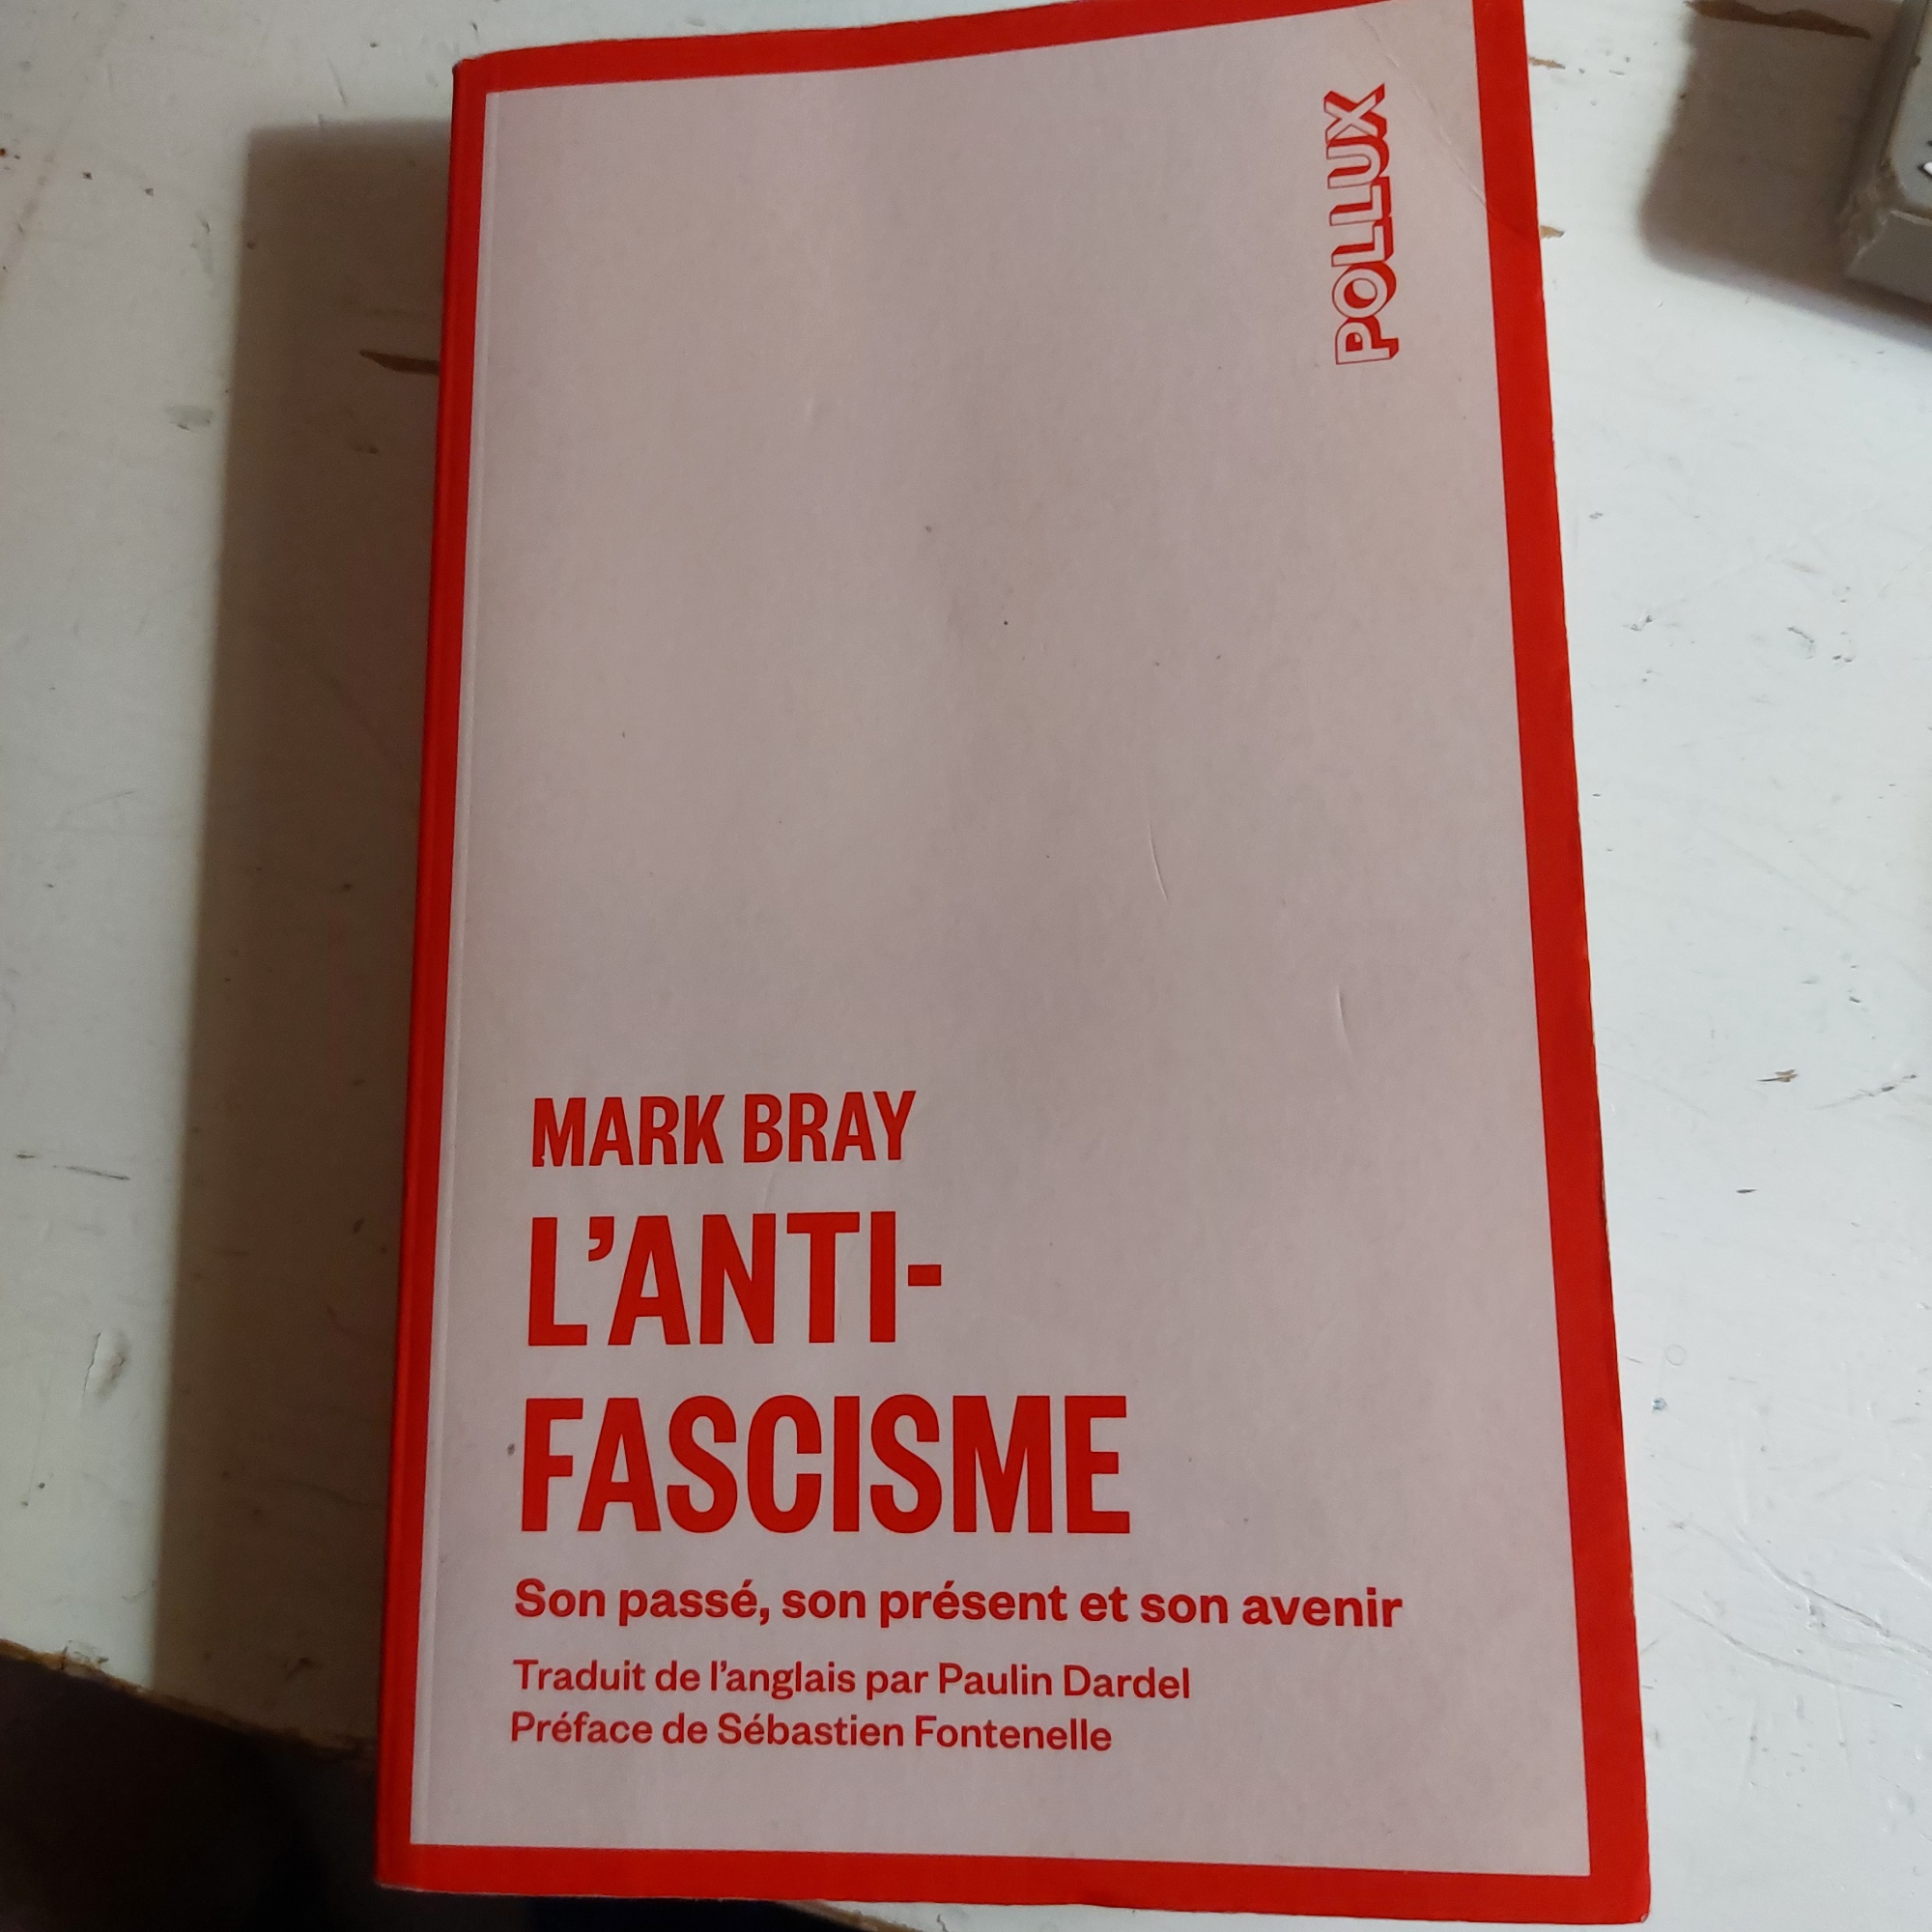 POLLUX
MARK BRAY
L'ANTI-
FASCISME
Son passé, son présent et son avenir
Traduit de l'anglais par Paulin Dardel
Préface de Sébastien Fontenelle